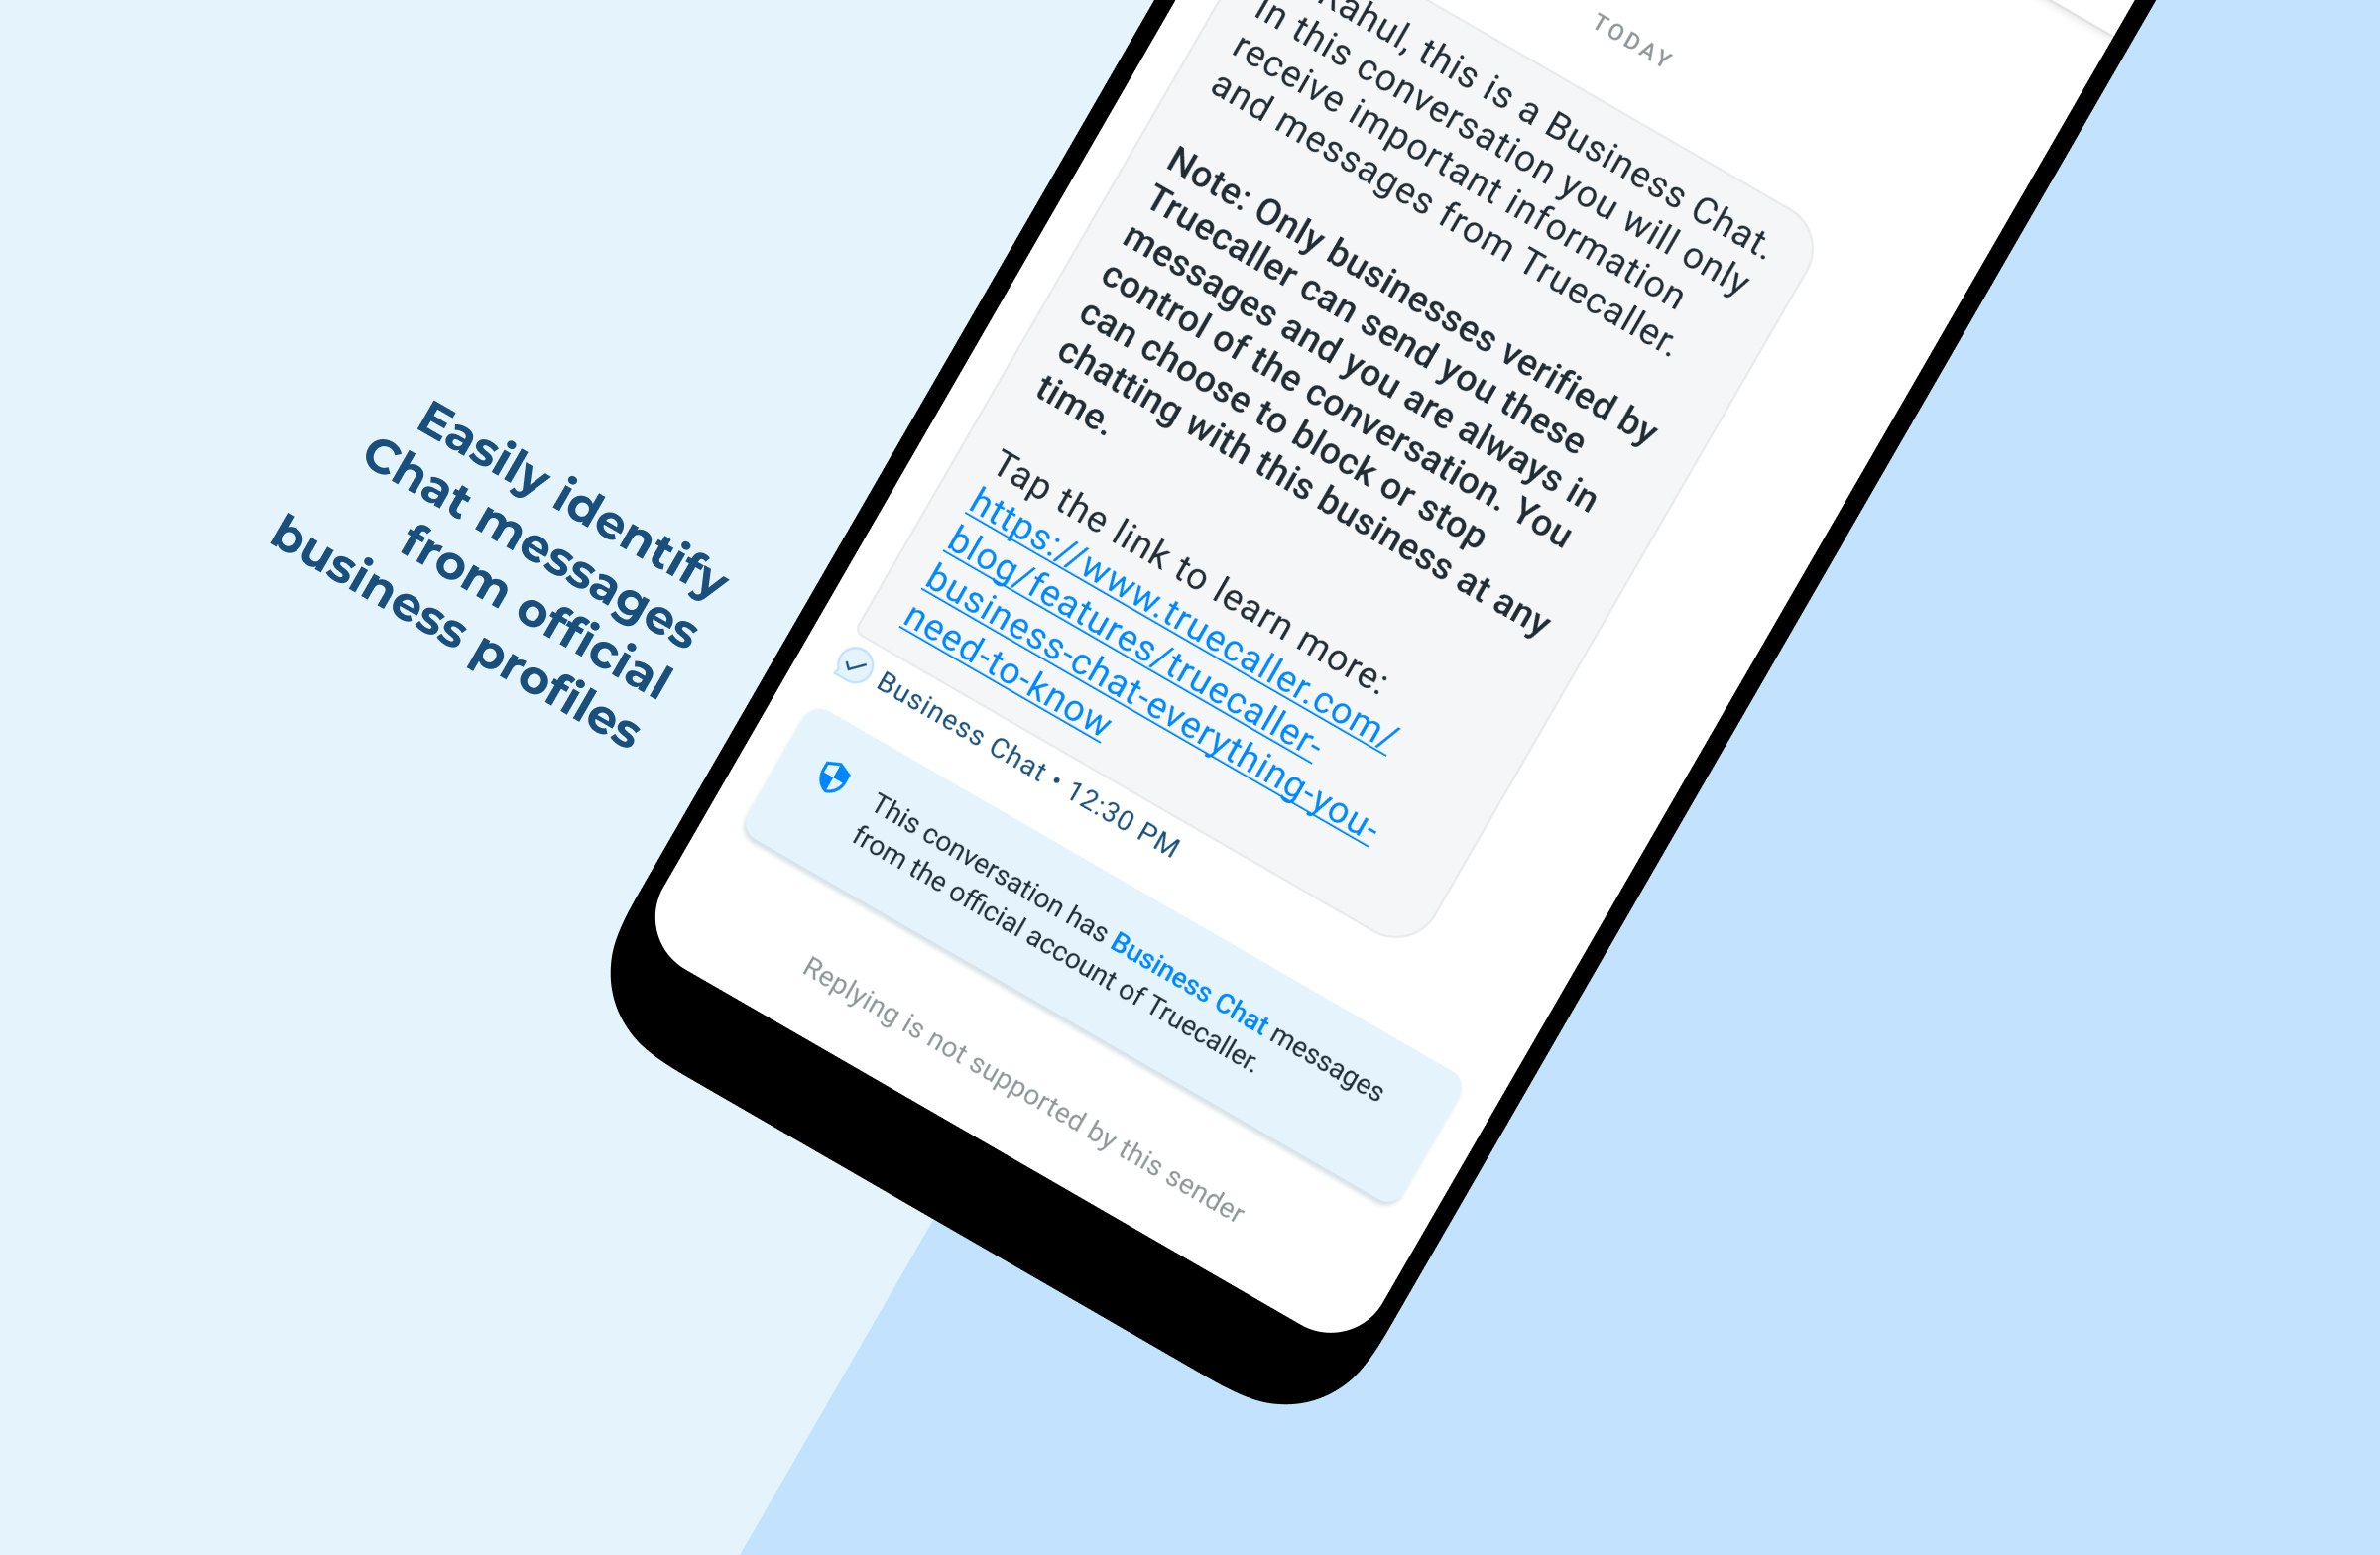 Easily identify
Chat messages
from official
business profiles
TODAY
Rahul, this is a Business Chat.
In this conversation you will only
receive important information
and messages from Truecaller.
Note: Only businesses verified by
Truecaller can send you these
messages and you are always in
control of the conversation. You
can choose to block or stop
chatting with this business at any
time.
Tap the link to learn more:
https://www.truecaller.com/
blog/features/truecaller-
business-chat-everything-you-
need-to-know
Business Chat • 12:30 PM
This conversation has Business Chat messages
from the official account of Truecaller.
Replying is not supported by this sender